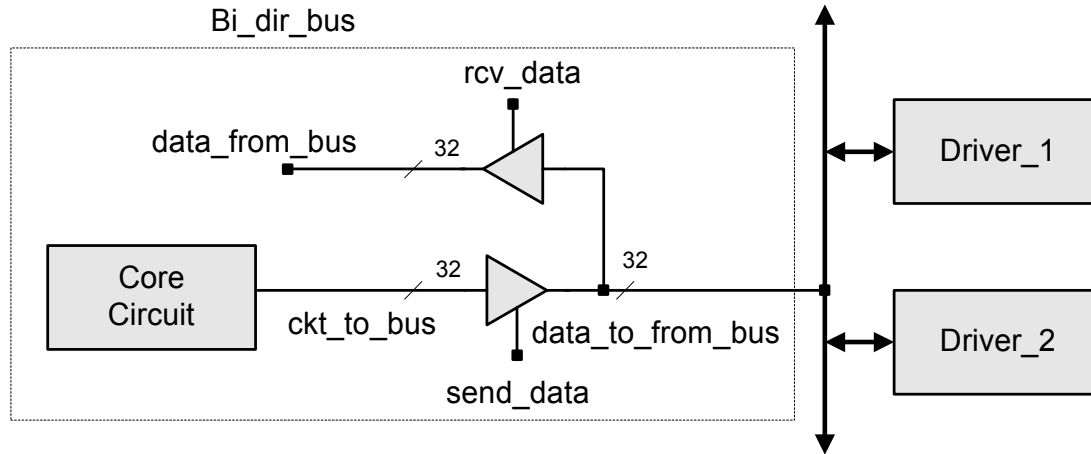 Bi_dir_bus
rcv_data
data_from_bus
32
Driver_1
Core
Circuit
32
ckt_to_bus
32
data_to_from_bus
send_data
Driver_2